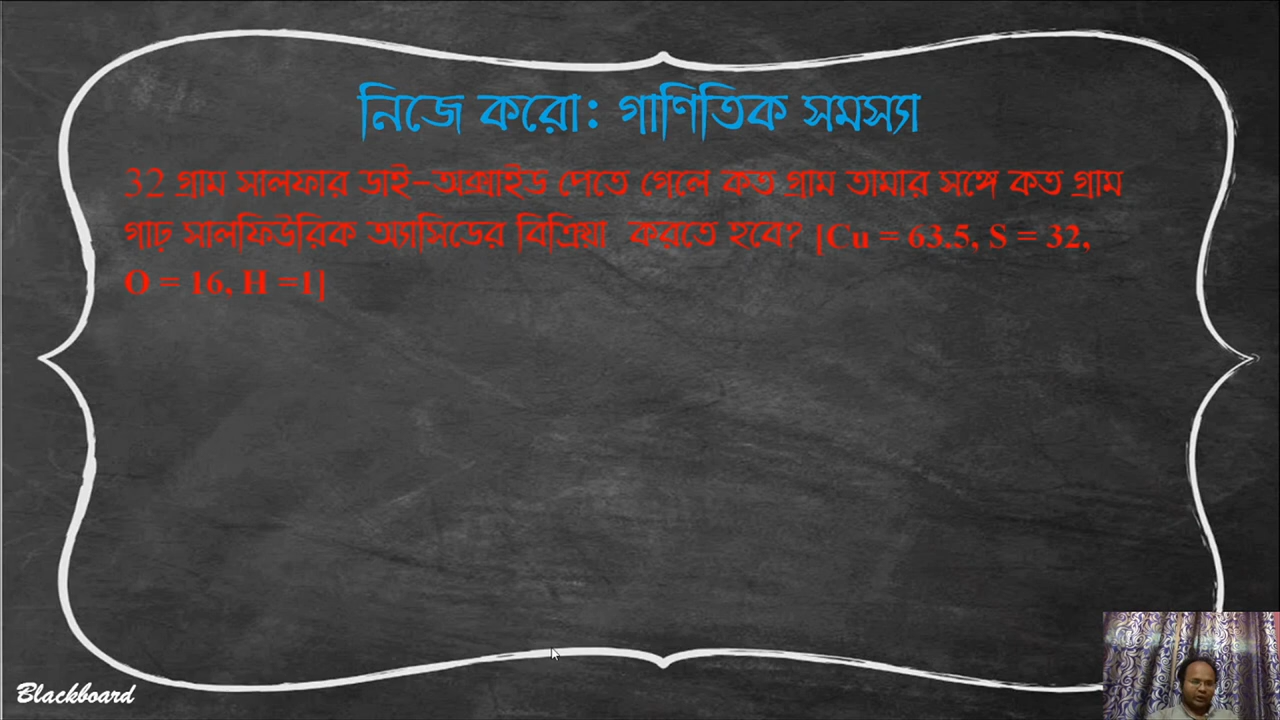 নিজে করো: গাণিতিক সমস্যা
32 গ্রাম সালফার ডাই-অক্সাইড পেতে গেলে কত গ্রাম তামার সঙ্গে কত গ্রাম
গাঢ় সালফিউরিক অ্যাসিডের বিক্রিয়া করতে হবে? [Cu = 63.5, S = 32,
O = 16, H =1]
Blackboard